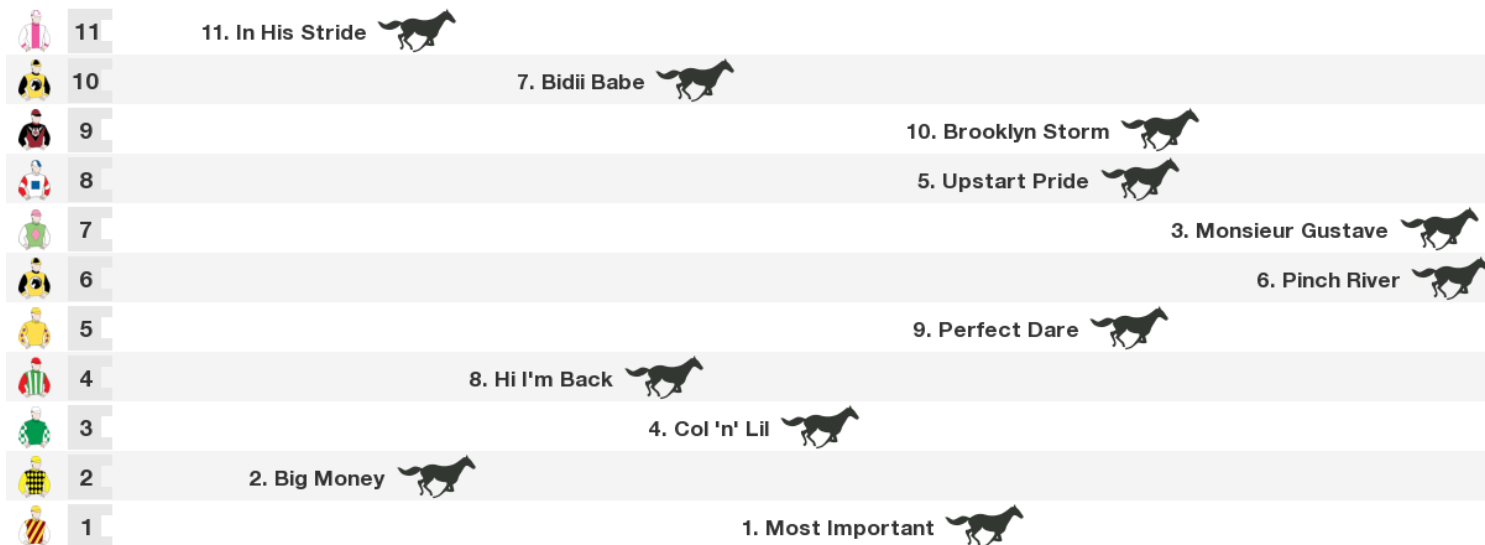 11 11. In His Stride
10 7. Bidii Babe
9 10. Brooklyn Storm
8 5. Upstart Pride
7 3. Monsieur Gustave
6 6. Pinch River
5 9. Perfect Dare
4 8. Hi I'm Back
3 4. Col 'n' Lil
2 2. Big Money
1 1. Most Important